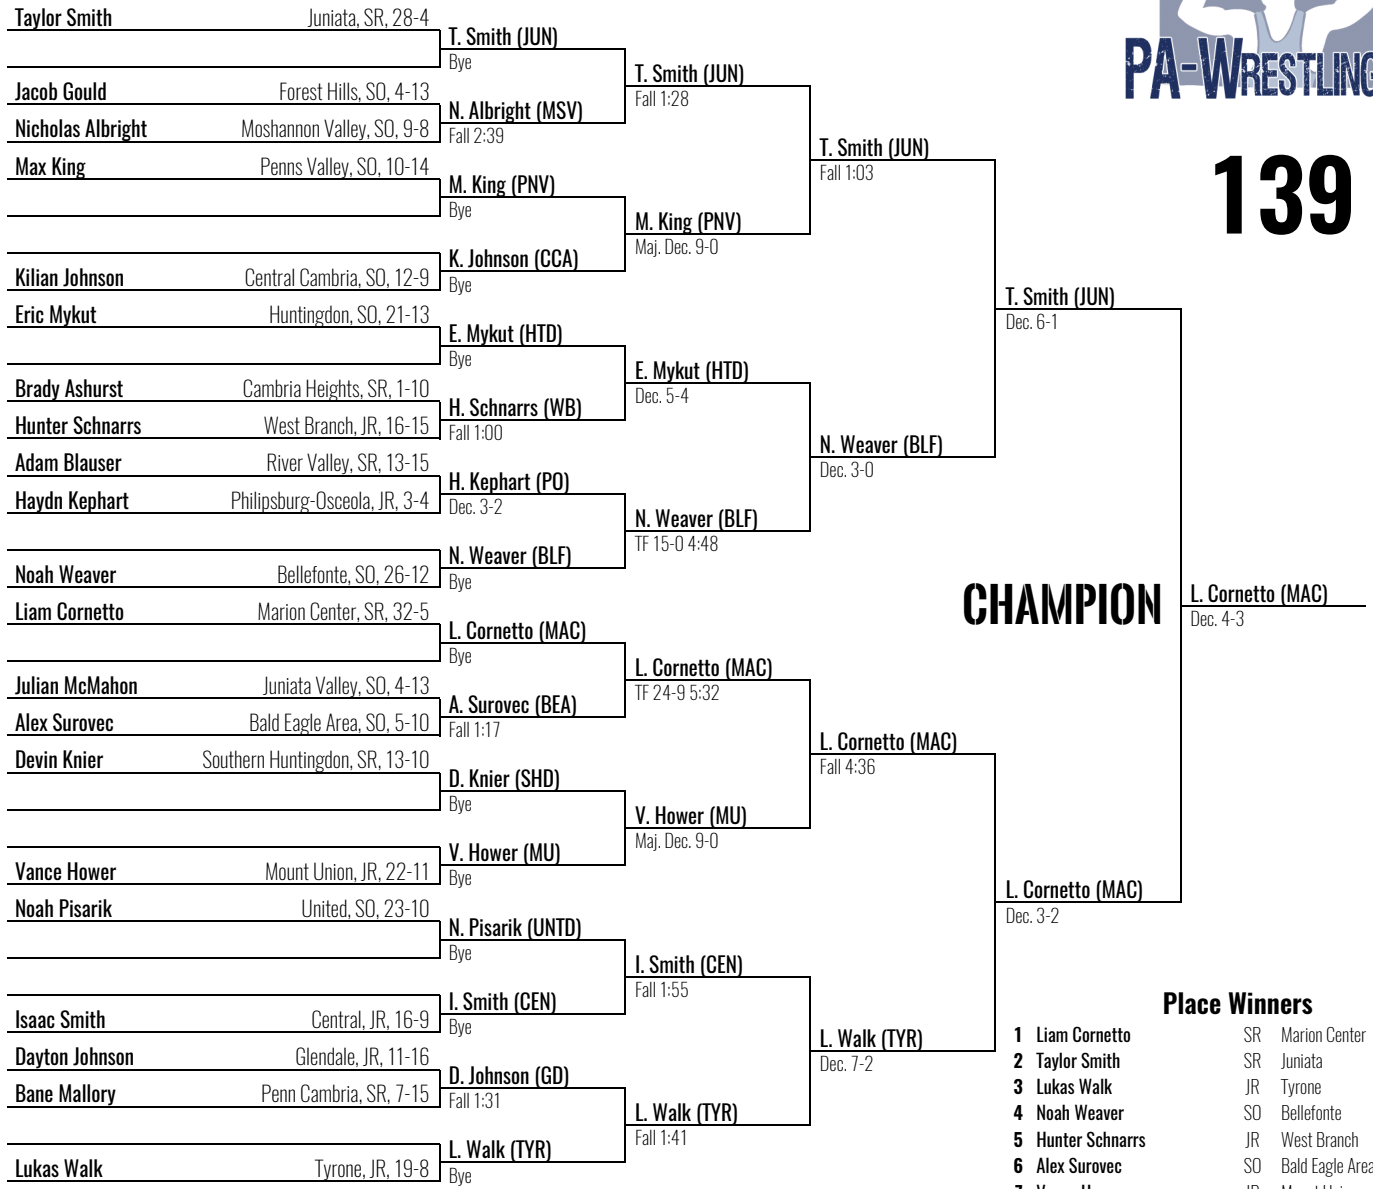 PA-WRESTLING
139
Taylor Smith Juniata, SR, 28-4
Jacob Gould Forest Hills, SO, 4-13
Nicholas Albright Moshannon Valley, SO, 9-8
Max King Penns Valley, SO, 10-14
Kilian Johnson Central Cambria, SO, 12-9
Eric Mykut Huntingdon, SO, 21-13
Brady Ashurst Cambria Heights, SR, 1-10
Hunter Schnarrs West Branch, JR, 16-15
Adam Blauser River Valley, SR, 13-15
Haydn Kephart Philipsburg-Osceola, JR, 3-4
Noah Weaver Bellefonte, SO, 26-12
Liam Cornetto Marion Center, SR, 32-5
Julian McMahon Juniata Valley, SO, 4-13
Alex Surovec Bald Eagle Area, SO, 5-10
Devin Knier Southern Huntingdon, SR, 13-10
Vance Hower Mount Union, JR, 22-11
Noah Pisarik United, SO, 23-10
Isaac Smith Central, JR, 16-9
Dayton Johnson Glendale, JR, 11-16
Bane Mallory Penn Cambria, SR, 7-15
Lukas Walk Tyrone, JR, 19-8
T. Smith (JUN)
Bye
N. Albright (MSV)
Fall 2:39
M. King (PNV)
Bye
K. Johnson (CCA)
Bye
E. Mykut (HTD)
Bye
H. Schnarrs (WB)
Fall 1:00
H. Kephart (PO)
Dec. 3-2
N. Weaver (BLF)
Bye
L. Cornetto (MAC)
Bye
A. Surovec (BEA)
Fall 1:17
D. Knier (SHD)
Bye
V. Hower (MU)
Bye
N. Pisarik (UNTD)
Bye
I. Smith (CEN)
Bye
D. Johnson (GD)
Fall 1:31
L. Walk (TYR)
Bye
T. Smith (JUN)
Fall 1:28
M. King (PNV)
Maj. Dec. 9-0
E. Mykut (HTD)
Dec. 5-4
N. Weaver (BLF)
TF 15-0 4:48
L. Cornetto (MAC)
TF 24-9 5:32
V. Hower (MU)
Maj. Dec. 9-0
I. Smith (CEN)
Fall 1:55
L. Walk (TYR)
Fall 1:41
T. Smith (JUN)
Fall 1:03
N. Weaver (BLF)
Dec. 3-0
L. Cornetto (MAC)
Fall 4:36
L. Walk (TYR)
Dec. 7-2
T. Smith (JUN)
Dec. 6-1
L. Cornetto (MAC)
Dec. 3-2
CHAMPION
L. Cornetto (MAC)
Dec. 4-3
Place Winners
1 Liam Cornetto SR Marion Center
2 Taylor Smith SR Juniata
3 Lukas Walk JR Tyrone
4 Noah Weaver SO Bellefonte
5 Hunter Schnarrs JR West Branch
6 Alex Surovec SO Bald Eagle Area